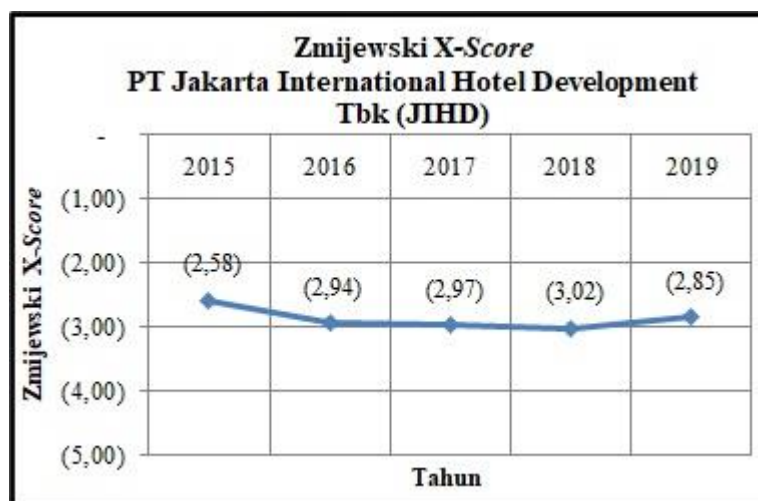 Zmijewski X-Score
PT Jakarta International Hotel Development
Tbk (JIHD)
Zmijewski X-Score
-
(1,00)
(2,00)
(3,00)
(4,00)
(5,00)
2015 2016 2017 2018 2019
(2,58) (2,94) (2,97) (3,02) (2,85)
Tahun